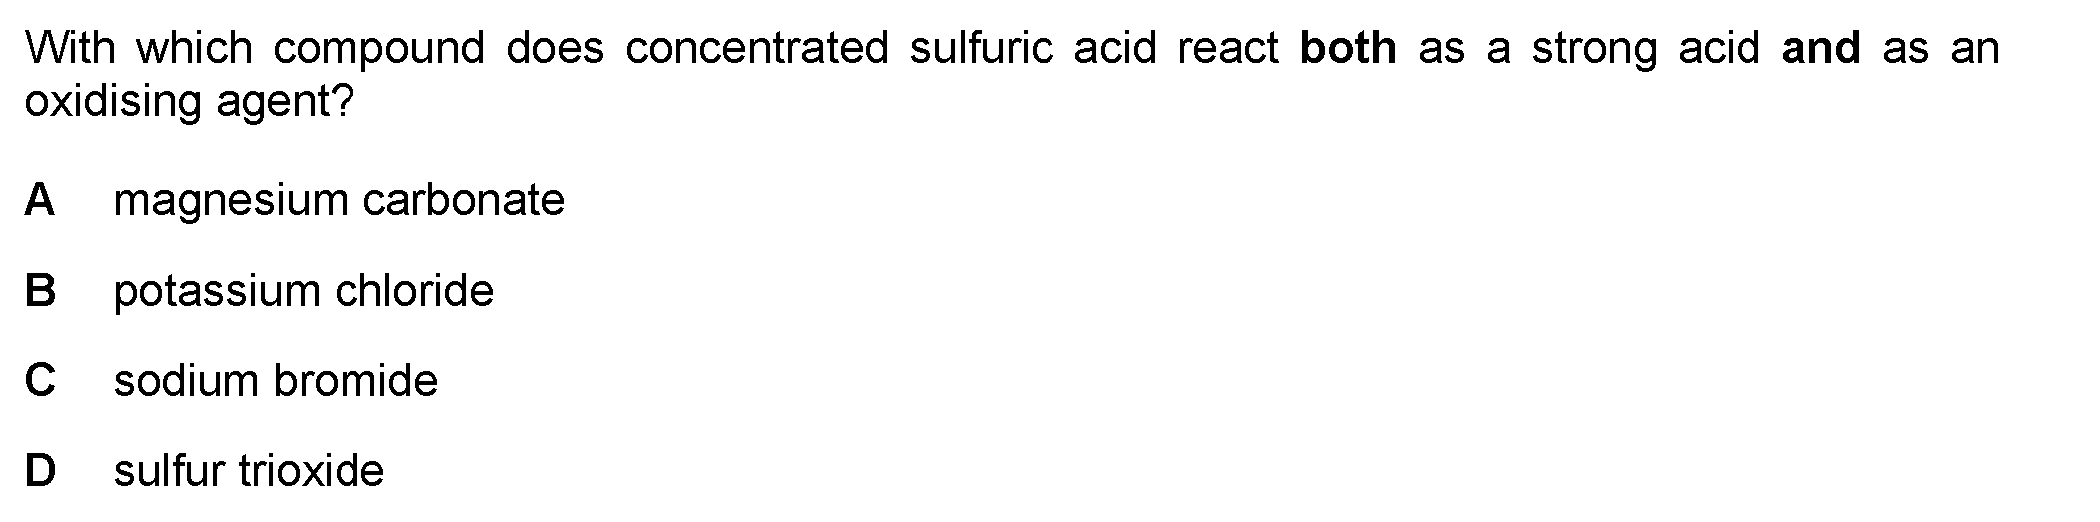 With which compound does concentrated sulfuric acid react both as a strong acid and as an
oxidising agent?
A magnesium carbonate
B potassium chloride
C sodium bromide
D sulfur trioxide